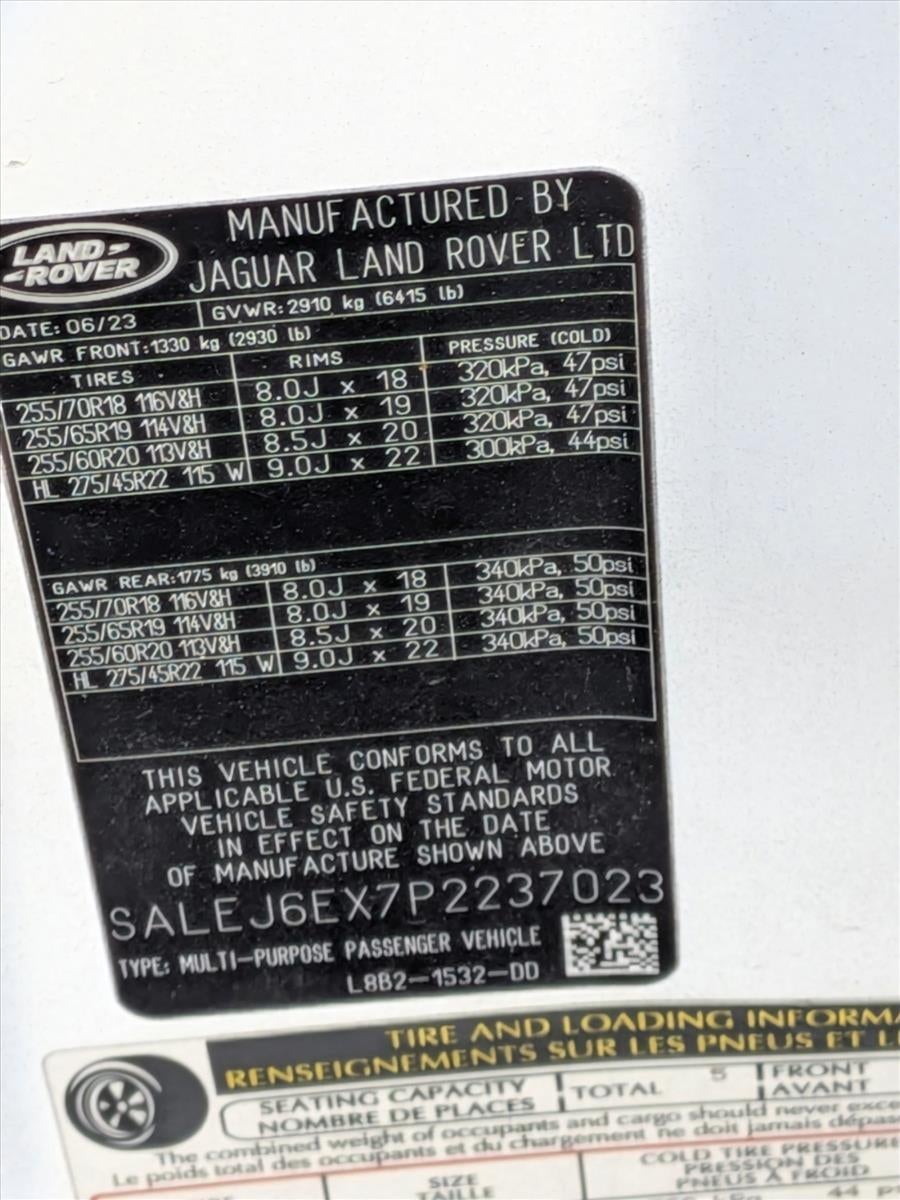 MANUFACTURED BY
LAND ROVER
JAGUAR LAND ROVER LTD
DATE: 06/23 GVWR: 2910 kg (6415 lb)
GAWR FRONT: 1330 kg (2930 lb)
TIRES RIMS PRESSURE (COLD)
255/70R18 116V&H 8.0J x 18 320kPa, 47psi
255/65R19 114V&H 8.0J x 19 320kPa, 47psi
255/60R20 113V&H 8.5J x 20 320kPa, 47psi
HL 275/45R22 115 W 9.0J x 22 300kPa, 44psi
GAWR REAR: 1775 kg (3910 lb)
255/70R18 116V&H 8.0J x 18 340kPa, 50psi
255/65R19 114V&H 8.0J x 19 340kPa, 50psi
255/60R20 113V&H 8.5J x 20 340kPa, 50psi
HL 275/45R22 115 W 9.0J x 22 340kPa, 50psi
THIS VEHICLE CONFORMS TO ALL
APPLICABLE U.S. FEDERAL MOTOR
VEHICLE SAFETY STANDARDS
IN EFFECT ON THE DATE
OF MANUFACTURE SHOWN ABOVE
SALEJ6EX7P2237023
TYPE: MULTI-PURPOSE PASSENGER VEHICLE
L8B2-1532-DD
TIRE AND LOADING INFORMA
RENSEIGNEMENTS SUR LES PNEUS ET L
SEATING CAPACITY TOTAL 5 FRONT
NOMBRE DE PLACES AVANT
The combined weight of occupants and cargo should never exce
Le poids total des occupants et du chargement ne doit jamais dépas
SIZE COLD TIRE PRESSURE
TAILLE PRESSION DES
PNEUS A FROID